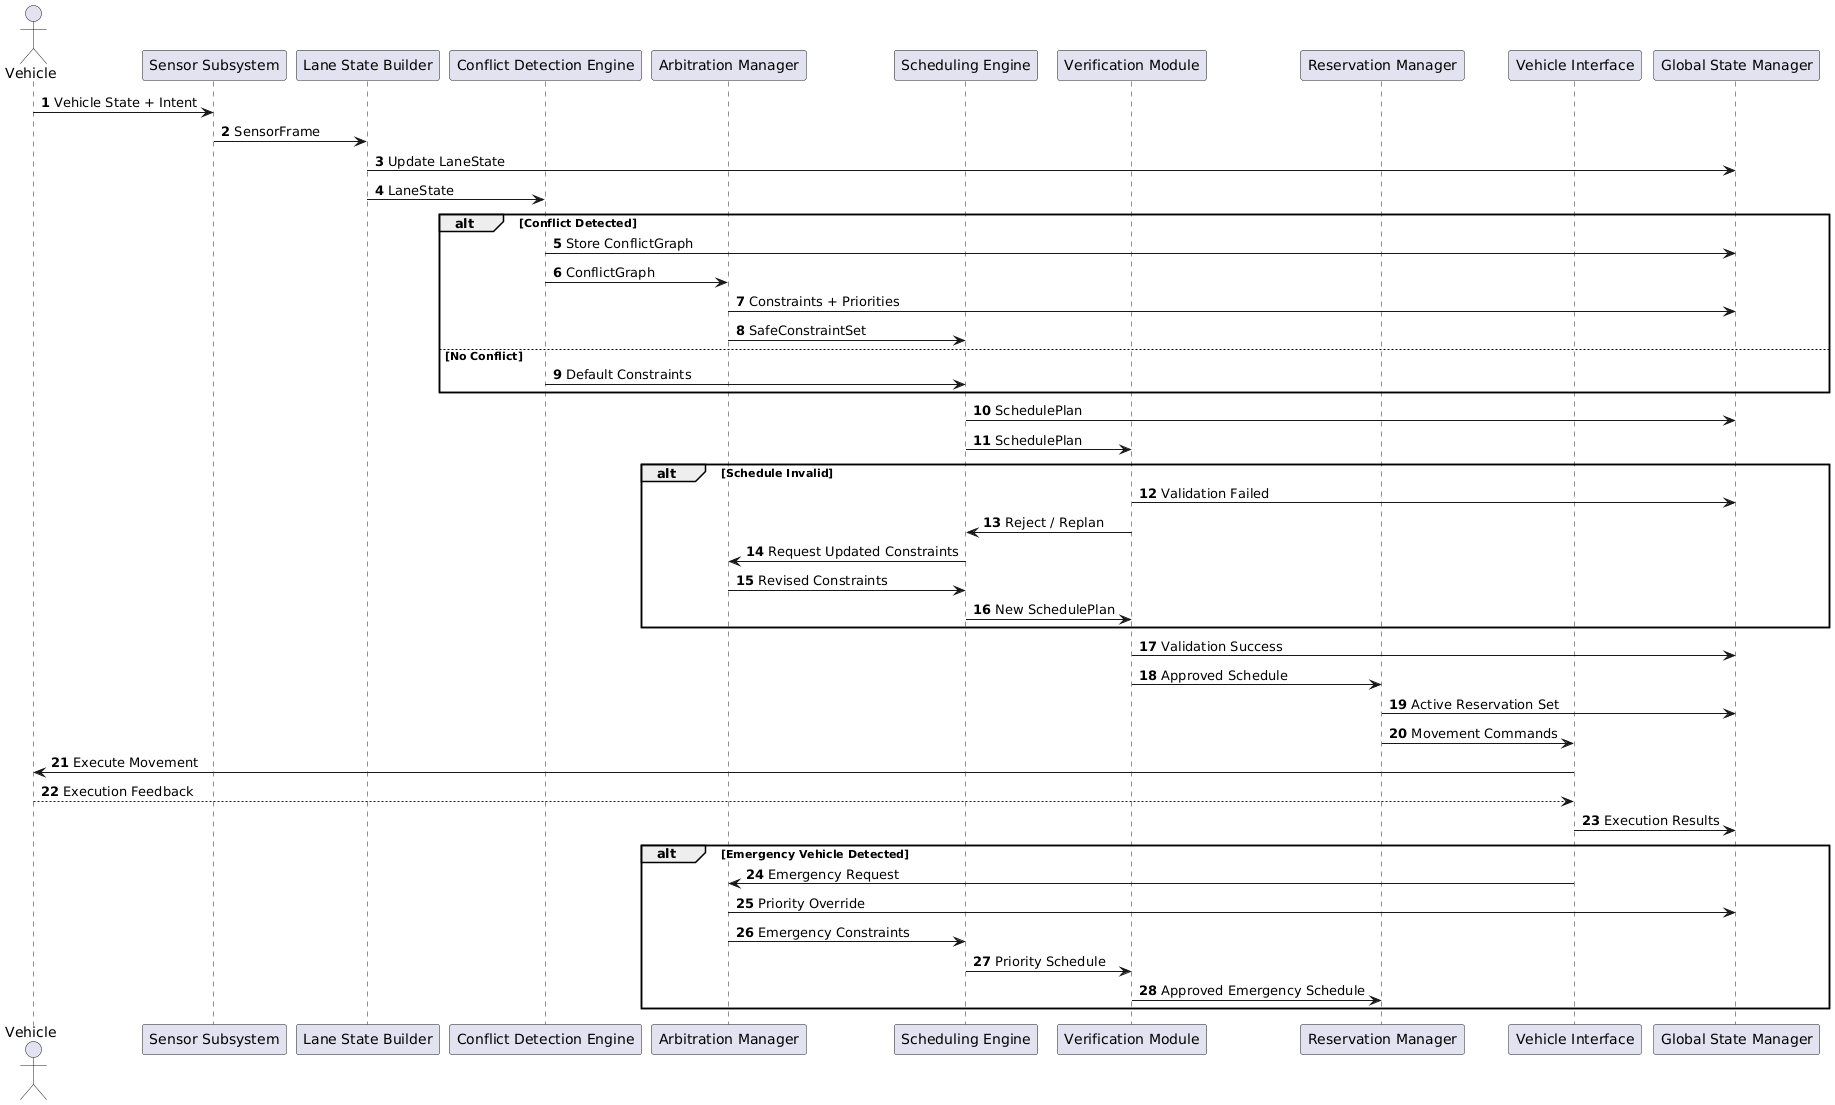 Vehicle
Sensor Subsystem
Lane State Builder
Conflict Detection Engine
Arbitration Manager
Scheduling Engine
Verification Module
Reservation Manager
Vehicle Interface
Global State Manager
1 Vehicle State + Intent
2 SensorFrame
3 Update LaneState
4 LaneState
alt [Conflict Detected]
5 Store ConflictGraph
6 ConflictGraph
7 Constraints + Priorities
8 SafeConstraintSet
[No Conflict]
9 Default Constraints
10 SchedulePlan
11 SchedulePlan
alt [Schedule Invalid]
12 Validation Failed
13 Reject / Replan
14 Request Updated Constraints
15 Revised Constraints
16 New SchedulePlan
17 Validation Success
18 Approved Schedule
19 Active Reservation Set
20 Movement Commands
21 Execute Movement
22 Execution Feedback
23 Execution Results
alt [Emergency Vehicle Detected]
24 Emergency Request
25 Priority Override
26 Emergency Constraints
27 Priority Schedule
28 Approved Emergency Schedule
Vehicle
Sensor Subsystem
Lane State Builder
Conflict Detection Engine
Arbitration Manager
Scheduling Engine
Verification Module
Reservation Manager
Vehicle Interface
Global State Manager